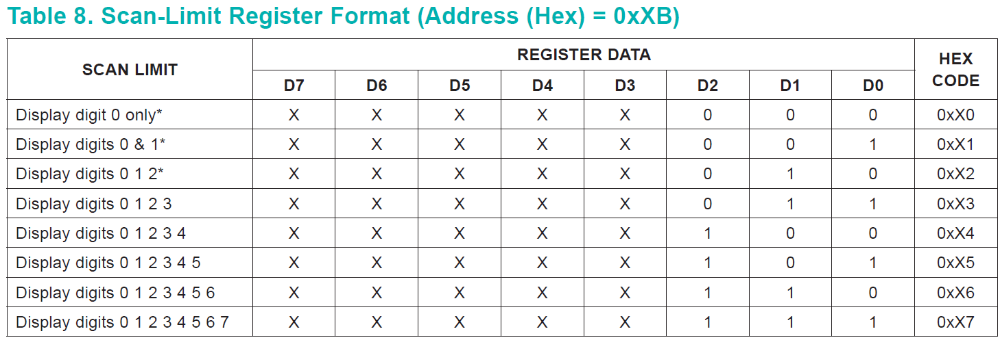 Table 8. Scan-Limit Register Format (Address (Hex) = 0xXB)
SCAN LIMIT REGISTER DATA HEX CODE
D7 D6 D5 D4 D3 D2 D1 D0
Display digit 0 only* X X X X X 0 0 0 0xX0
Display digits 0 & 1* X X X X X 0 0 1 0xX1
Display digits 0 1 2* X X X X X 0 1 0 0xX2
Display digits 0 1 2 3 X X X X X 0 1 1 0xX3
Display digits 0 1 2 3 4 X X X X X 1 0 0 0xX4
Display digits 0 1 2 3 4 5 X X X X X 1 0 1 0xX5
Display digits 0 1 2 3 4 5 6 X X X X X 1 1 0 0xX6
Display digits 0 1 2 3 4 5 6 7 X X X X X 1 1 1 0xX7